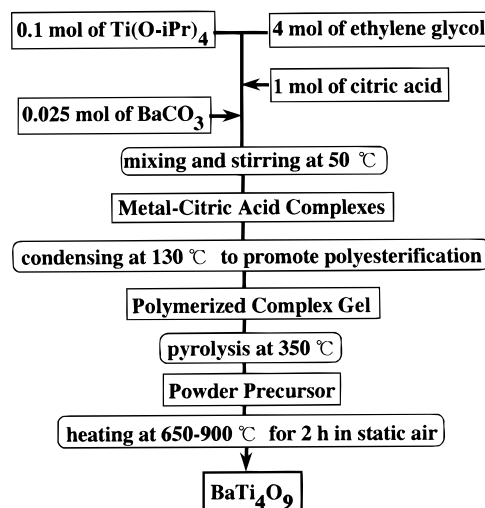 0.1 mol of Ti(O-iPr)4
4 mol of ethylene glycol
1 mol of citric acid
0.025 mol of BaCO3
mixing and stirring at 50 ℃
Metal-Citric Acid Complexes
condensing at 130 ℃ to promote polyesterification
Polymerized Complex Gel
pyrolysis at 350 ℃
Powder Precursor
heating at 650-900 ℃ for 2 h in static air
BaTi4O9